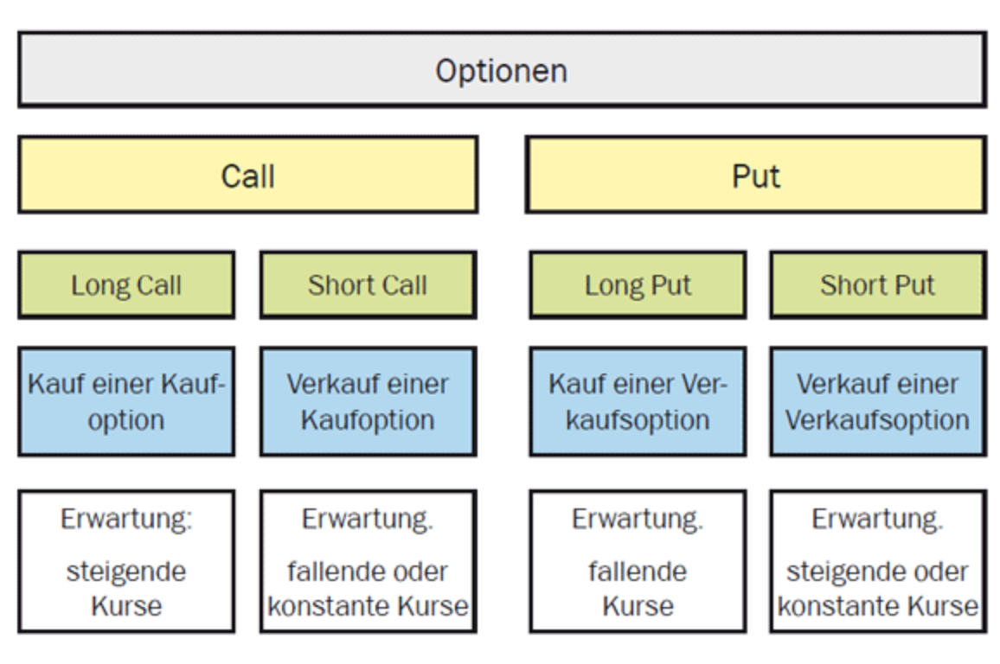 Optionen
Call
Put
Long Call
Short Call
Long Put
Short Put
Kauf einer Kauf-
option
Verkauf einer
Kaufoption
Kauf einer Ver-
kaufsoption
Verkauf einer
Verkaufsoption
Erwartung:
steigende
Kurse
Erwartung.
fallende oder
konstante Kurse
Erwartung.
fallende
Kurse
Erwartung.
steigende oder
konstante Kurse